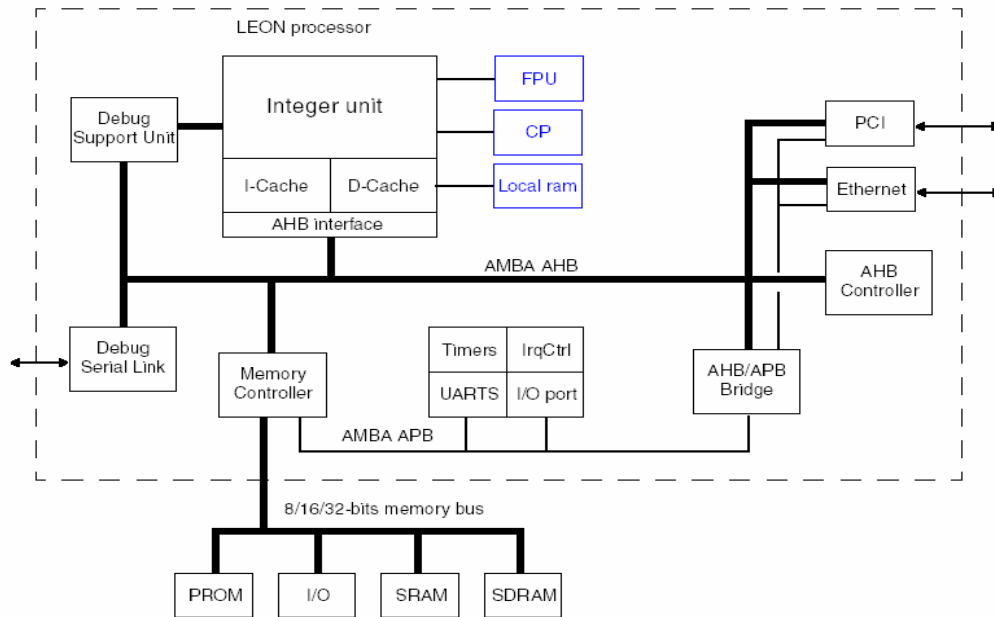 LEON processor
FPU
Integer unit
Debug
Support Unit
CP
PCI
I-Cache
D-Cache
Local ram
Ethernet
AHB interface
AMBA AHB
AHB
Controller
Debug
Serial Link
Timers
IrqCtrl
Memory
Controller
UARTS
I/O port
AHB/APB
Bridge
AMBA APB
8/16/32-bits memory bus
PROM
I/O
SRAM
SDRAM